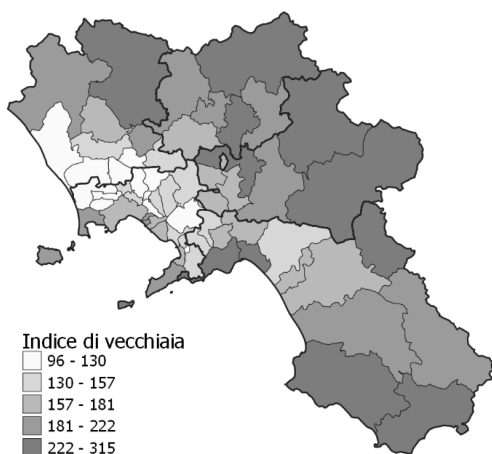 Indice di vecchiaia
96 - 130
130 - 157
157 - 181
181 - 222
222 - 315